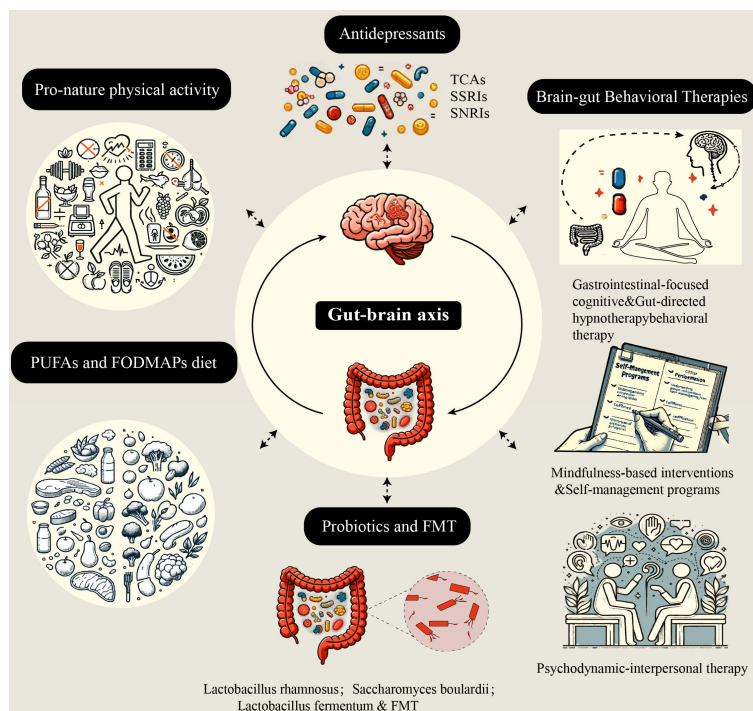 Antidepressants
TCAs
SSRIs
SNRIs
Pro-nature physical activity
Brain-gut Behavioral Therapies
Gut-brain axis
Gastrointestinal-focused
cognitive&Gut-directed
hypnotherapybehavioral
therapy
PUFAs and FODMAPs diet
Self-Mangement
Programs
Mindfulness-based interventions
&Self-management programs
Probiotics and FMT
Psychodynamic-interpersonal therapy
Lactobacillus rhamnosus; Saccharomyces boulardii;
Lactobacillus fermentum & FMT